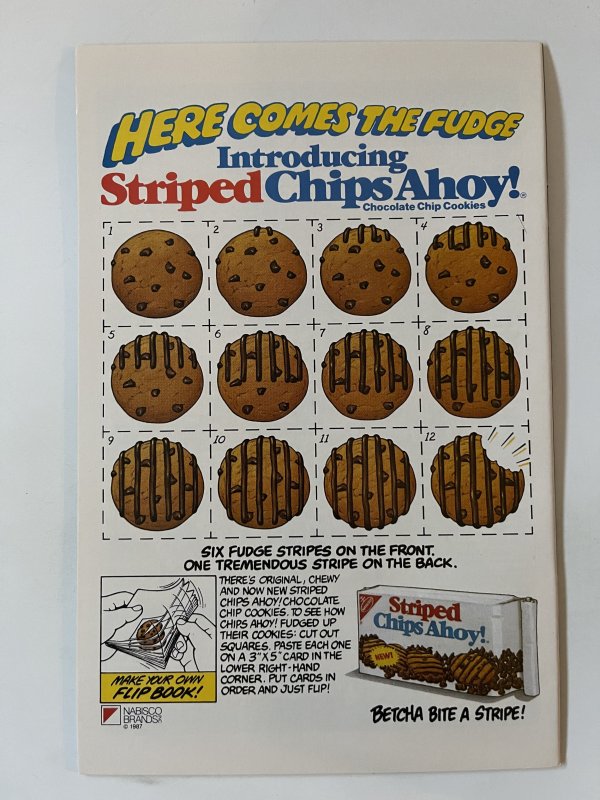 HERE COMES THE FUDGE
Introducing
Striped Chips Ahoy!®
Chocolate Chip Cookies
1 2 3 4
5 6 7 8
9 10 11 12
SIX FUDGE STRIPES ON THE FRONT.
ONE TREMENDOUS STRIPE ON THE BACK.
MAKE YOUR OWN
FLIP BOOK!
THERE'S ORIGINAL, CHEWY
AND NOW NEW STRIPED
CHIPS AHOY! CHOCOLATE
CHIP COOKIES. TO SEE HOW
CHIPS AHOY! FUDGED UP
THEIR COOKIES: CUT OUT
SQUARES. PASTE EACH ONE
ON A 3"X5" CARD IN THE
LOWER RIGHT-HAND
CORNER. PUT CARDS IN
ORDER AND JUST FLIP!
Striped
Chips Ahoy!
NEW!
BETCHA BITE A STRIPE!
NABISCO
BRANDS
© 1987